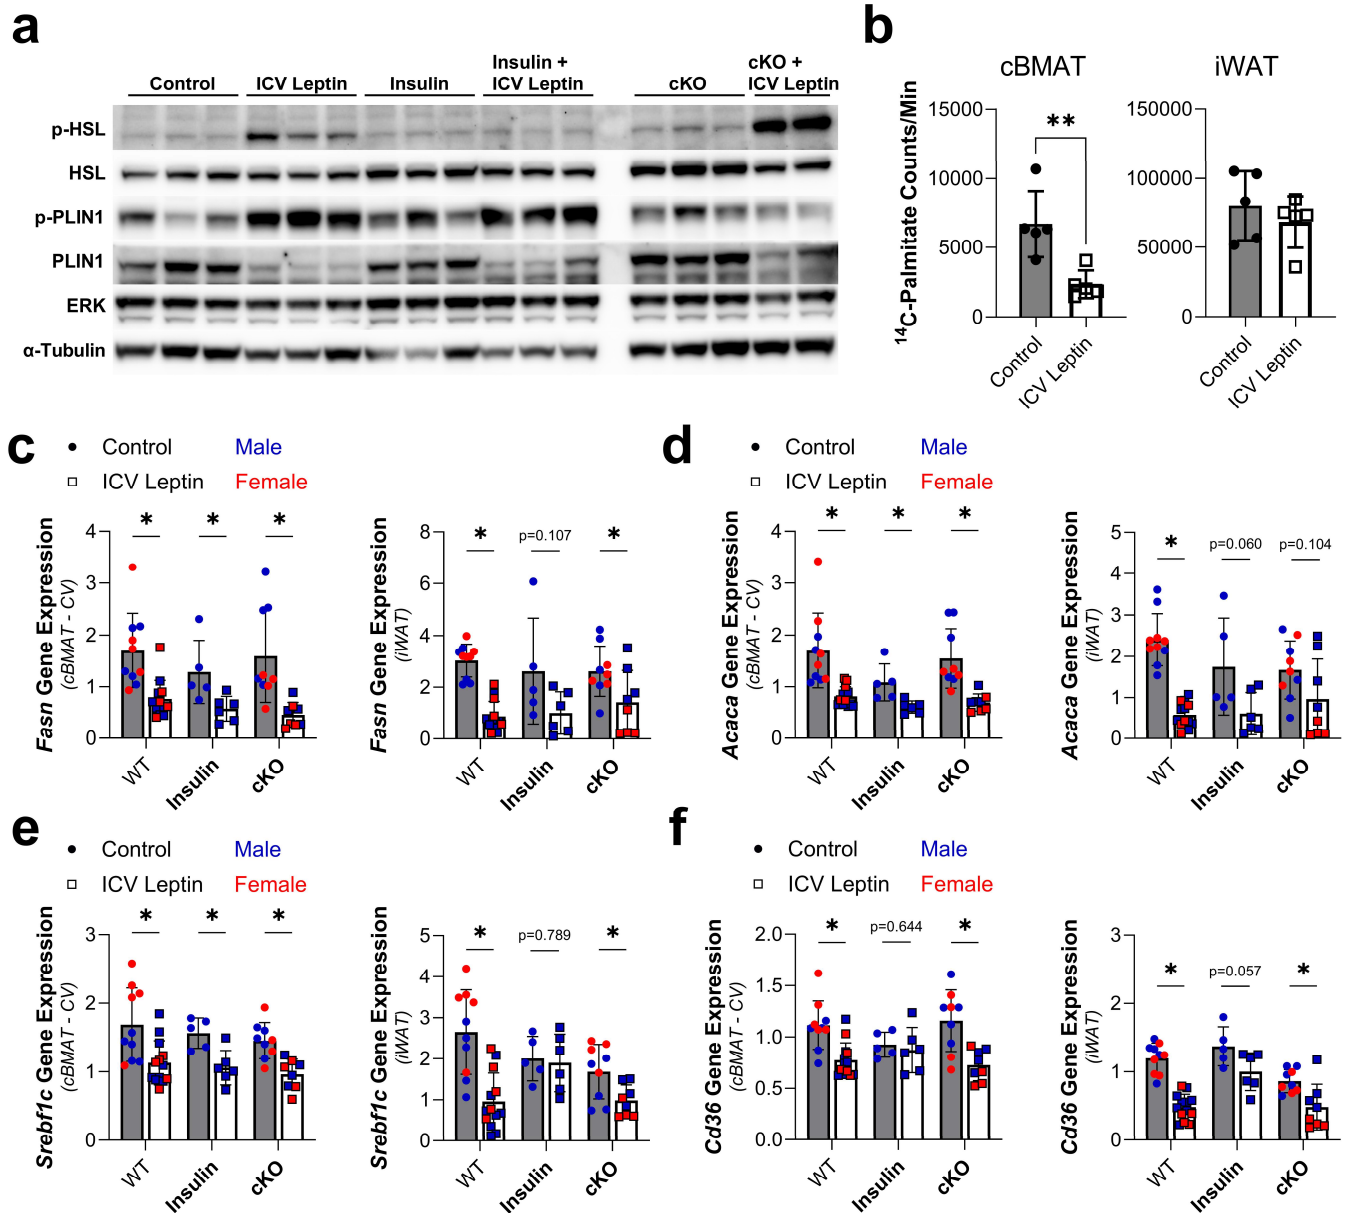 a
Control
ICV Leptin
Insulin
Insulin +
ICV Leptin
cKO
cKO +
ICV Leptin
p-HSL
HSL
p-PLIN1
PLIN1
ERK
α-Tubulin
b
cBMAT
iWAT
¹⁴C-Palmitate Counts/Min
15000
10000
5000
0
**
Control
ICV Leptin
150000
100000
50000
0
Control
ICV Leptin
c
Control
Male
ICV Leptin
Female
Fasn Gene Expression
(cBMAT - CV)
4
3
2
1
0
*
*
*
WT
Insulin
cKO
Fasn Gene Expression
(iWAT)
8
6
4
2
0
*
p=0.107
*
WT
Insulin
cKO
d
Control
Male
ICV Leptin
Female
Acaca Gene Expression
(cBMAT - CV)
4
3
2
1
0
*
*
*
WT
Insulin
cKO
Acaca Gene Expression
(iWAT)
5
4
3
2
1
0
*
p=0.060
p=0.104
WT
Insulin
cKO
e
Control
Male
ICV Leptin
Female
Srebf1c Gene Expression
(cBMAT - CV)
3
2
1
0
*
*
*
WT
Insulin
cKO
Srebf1c Gene Expression
(iWAT)
5
4
3
2
1
0
*
p=0.789
*
WT
Insulin
cKO
f
Control
Male
ICV Leptin
Female
Cd36 Gene Expression
(cBMAT - CV)
2.0
1.5
1.0
0.5
0.0
*
p=0.644
*
WT
Insulin
cKO
Cd36 Gene Expression
(iWAT)
3
2
1
0
*
p=0.057
*
WT
Insulin
cKO